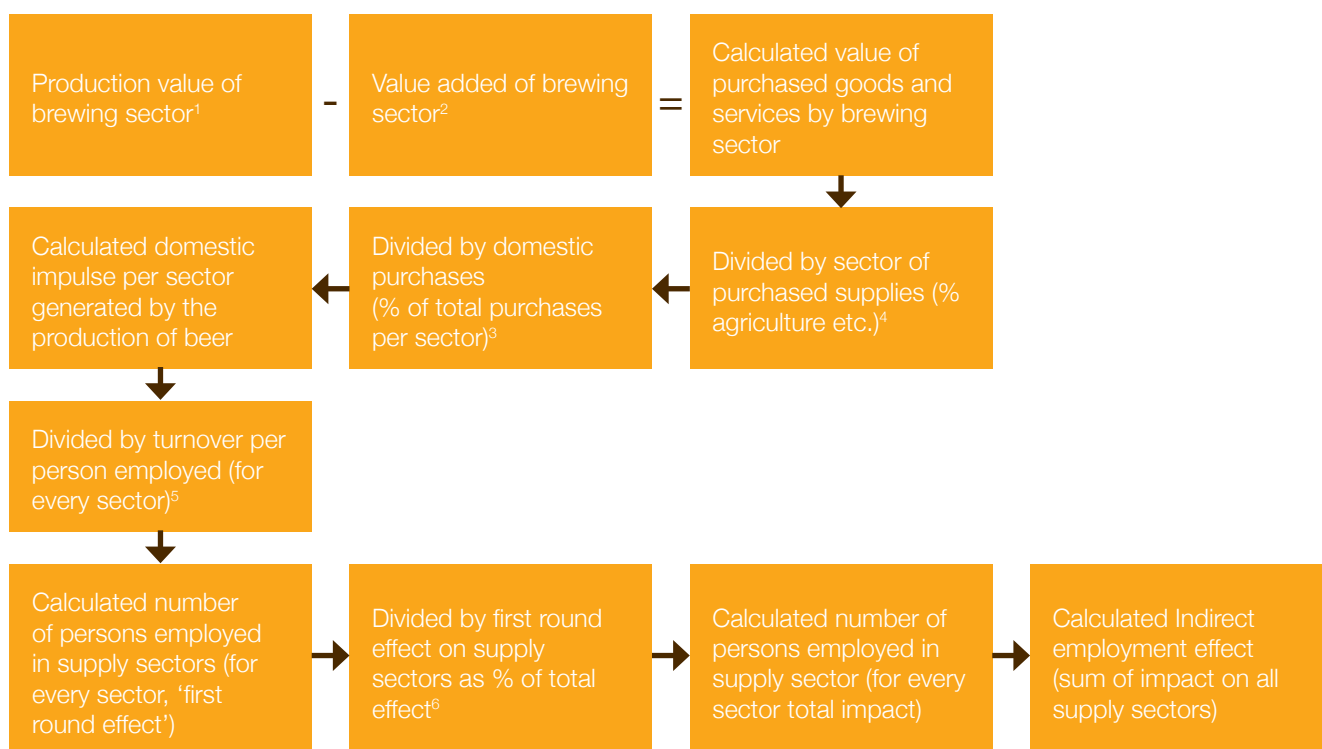 Production value of
brewing sector¹
-
Value added of brewing
sector²
=
Calculated value of
purchased goods and
services by brewing
sector
Calculated domestic
impulse per sector
generated by the
production of beer
Divided by domestic
purchases
(% of total purchases
per sector)³
Divided by sector of
purchased supplies (%
agriculture etc.)⁴
Divided by turnover per
person employed (for
every sector)⁵
Calculated number
of persons employed
in supply sectors (for
every sector, ‘first
round effect’)
Divided by first round
effect on supply
sectors as % of total
effect⁶
Calculated number of
persons employed in
supply sector (for every
sector total impact)
Calculated Indirect
employment effect
(sum of impact on all
supply sectors)